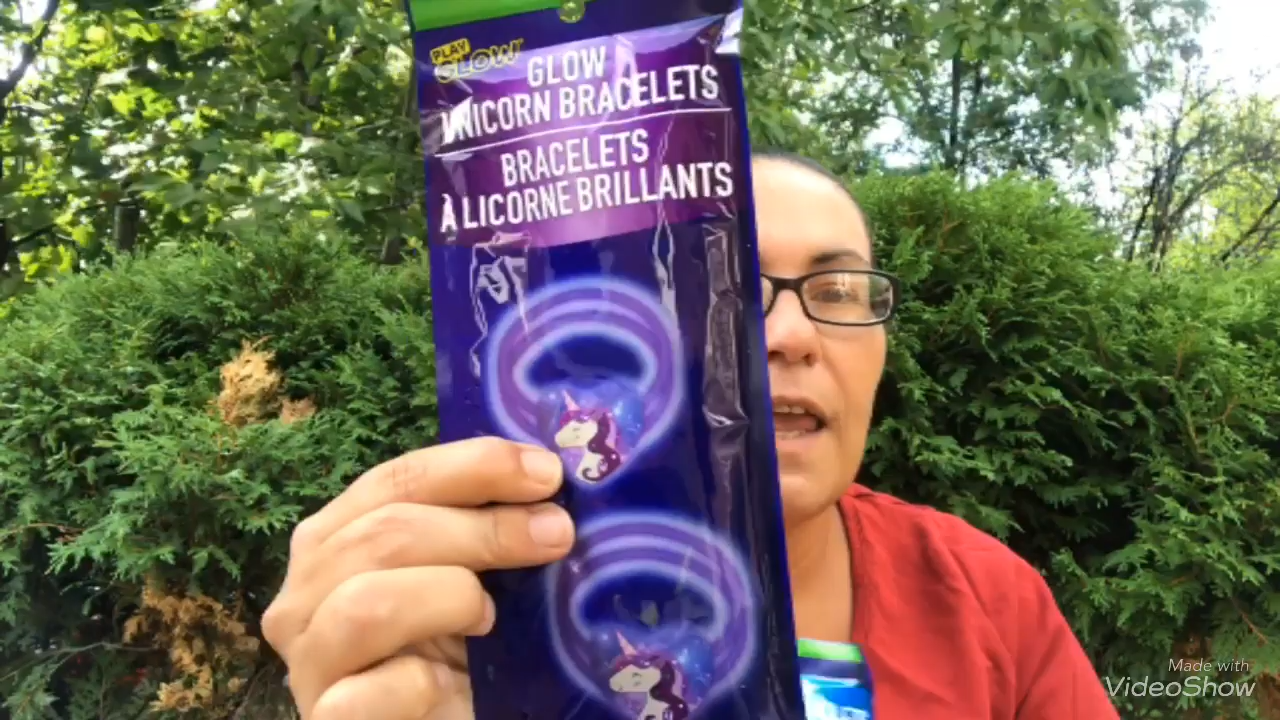 PLAY
GLOW
GLOW
UNICORN BRACELETS
BRACELETS
À LICORNE BRILLANTS
Made with
VideoShow